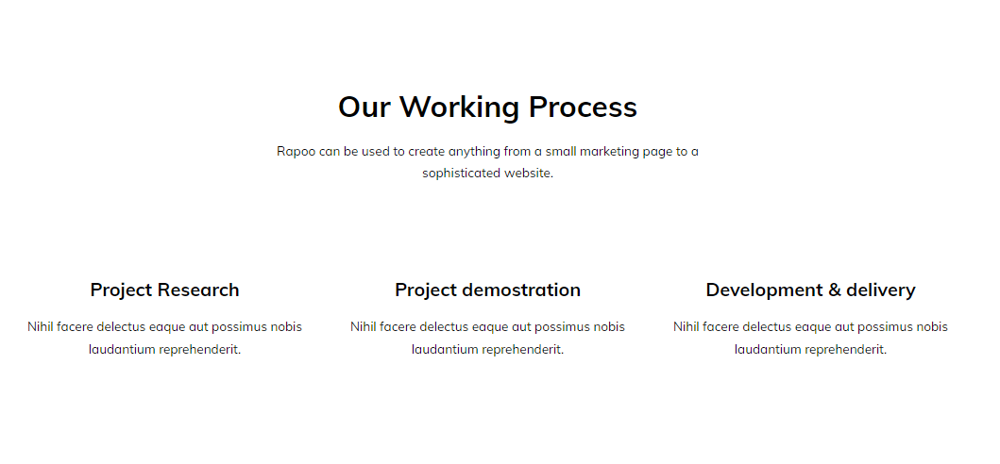 Our Working Process
Rapoo can be used to create anything from a small marketing page to a
sophisticated website.
Project Research
Nihil facere delectus eaque aut possimus nobis
laudantium reprehenderit.
Project demostration
Nihil facere delectus eaque aut possimus nobis
laudantium reprehenderit.
Development & delivery
Nihil facere delectus eaque aut possimus nobis
laudantium reprehenderit.